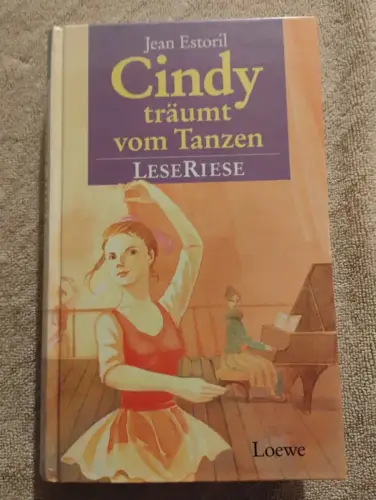 Jean Estoril
Cindy
träumt
vom Tanzen
LESERIESE
Loewe